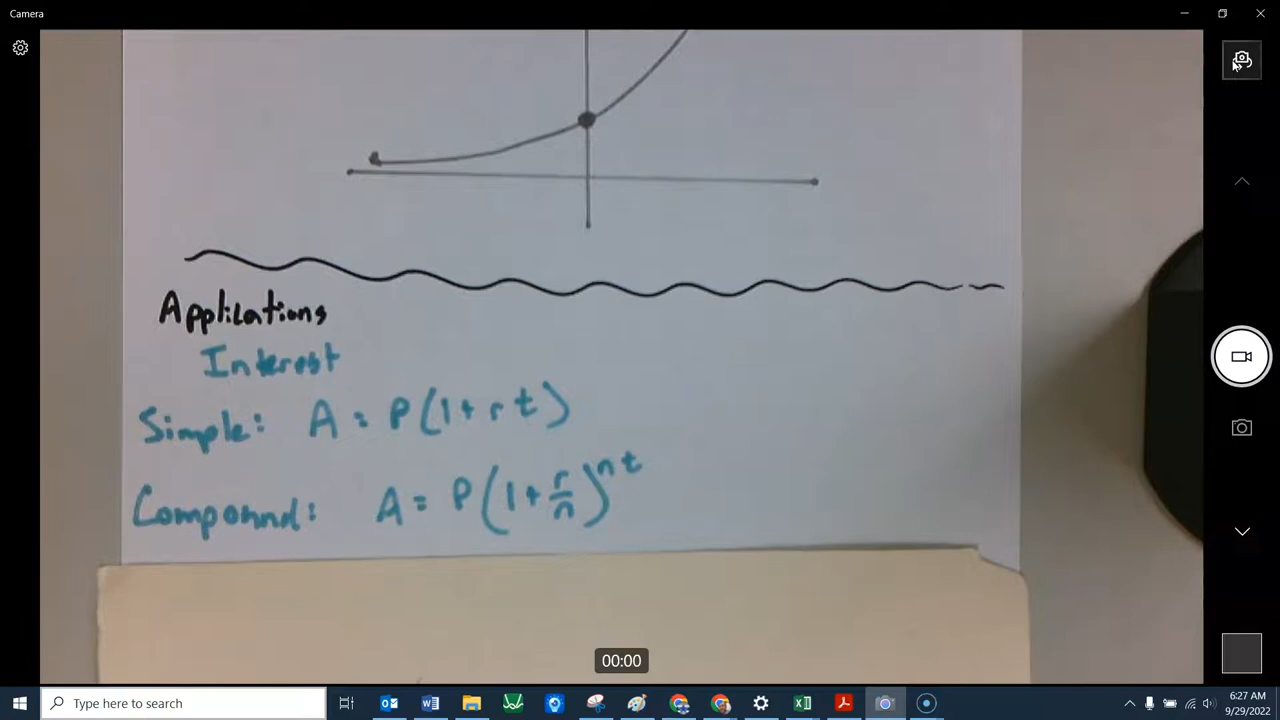 Camera
Applications
Interest
Simple: A = P(1 + rt)
Compound: A = P(1 + r/n)^nt
00:00
Type here to search
6:27 AM
9/29/2022